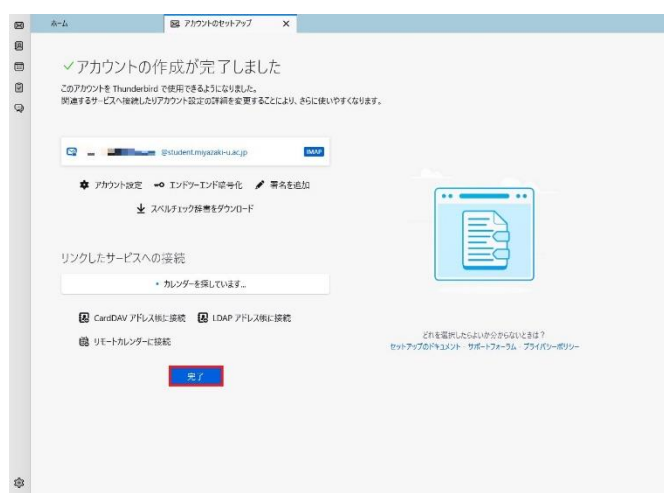 ホーム
アカウントのセットアップ
アカウントの作成が完了しました
このアカウントを Thunderbird で使用できるようになりました。
関連するサービスへ接続したりアカウント設定の詳細を変更することにより、さらに使いやすくなります。
@student.miyazaki-u.ac.jp
IMAP
アカウント設定 エンドツーエンド暗号化 署名を追加
スペルチェック辞書をダウンロード
リンクしたサービスへの接続
カレンダーを探しています...
CardDAV アドレス帳に接続 LDAP アドレス帳に接続
リモートカレンダーに接続
完了
どれを選択したらよいか分からないときは?
セットアップのドキュメント - サポートフォーラム - プライバシーポリシー